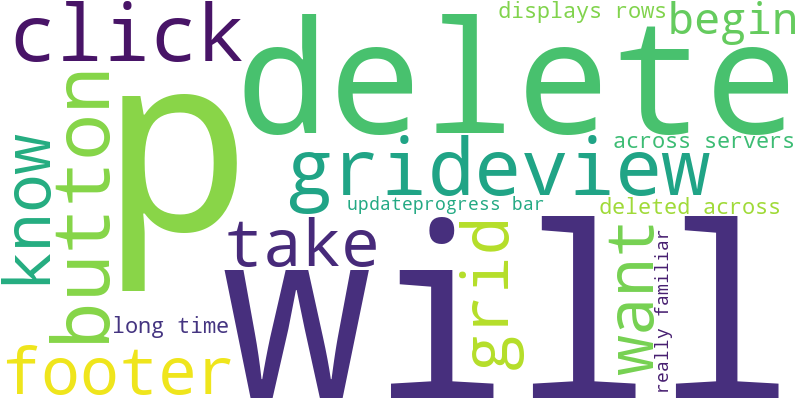 click
displays rows
begin
delete
button
p
know
across servers
grideview
updateprogress bar
deleted across
will
take
grid
want
really familiar
long time
footer